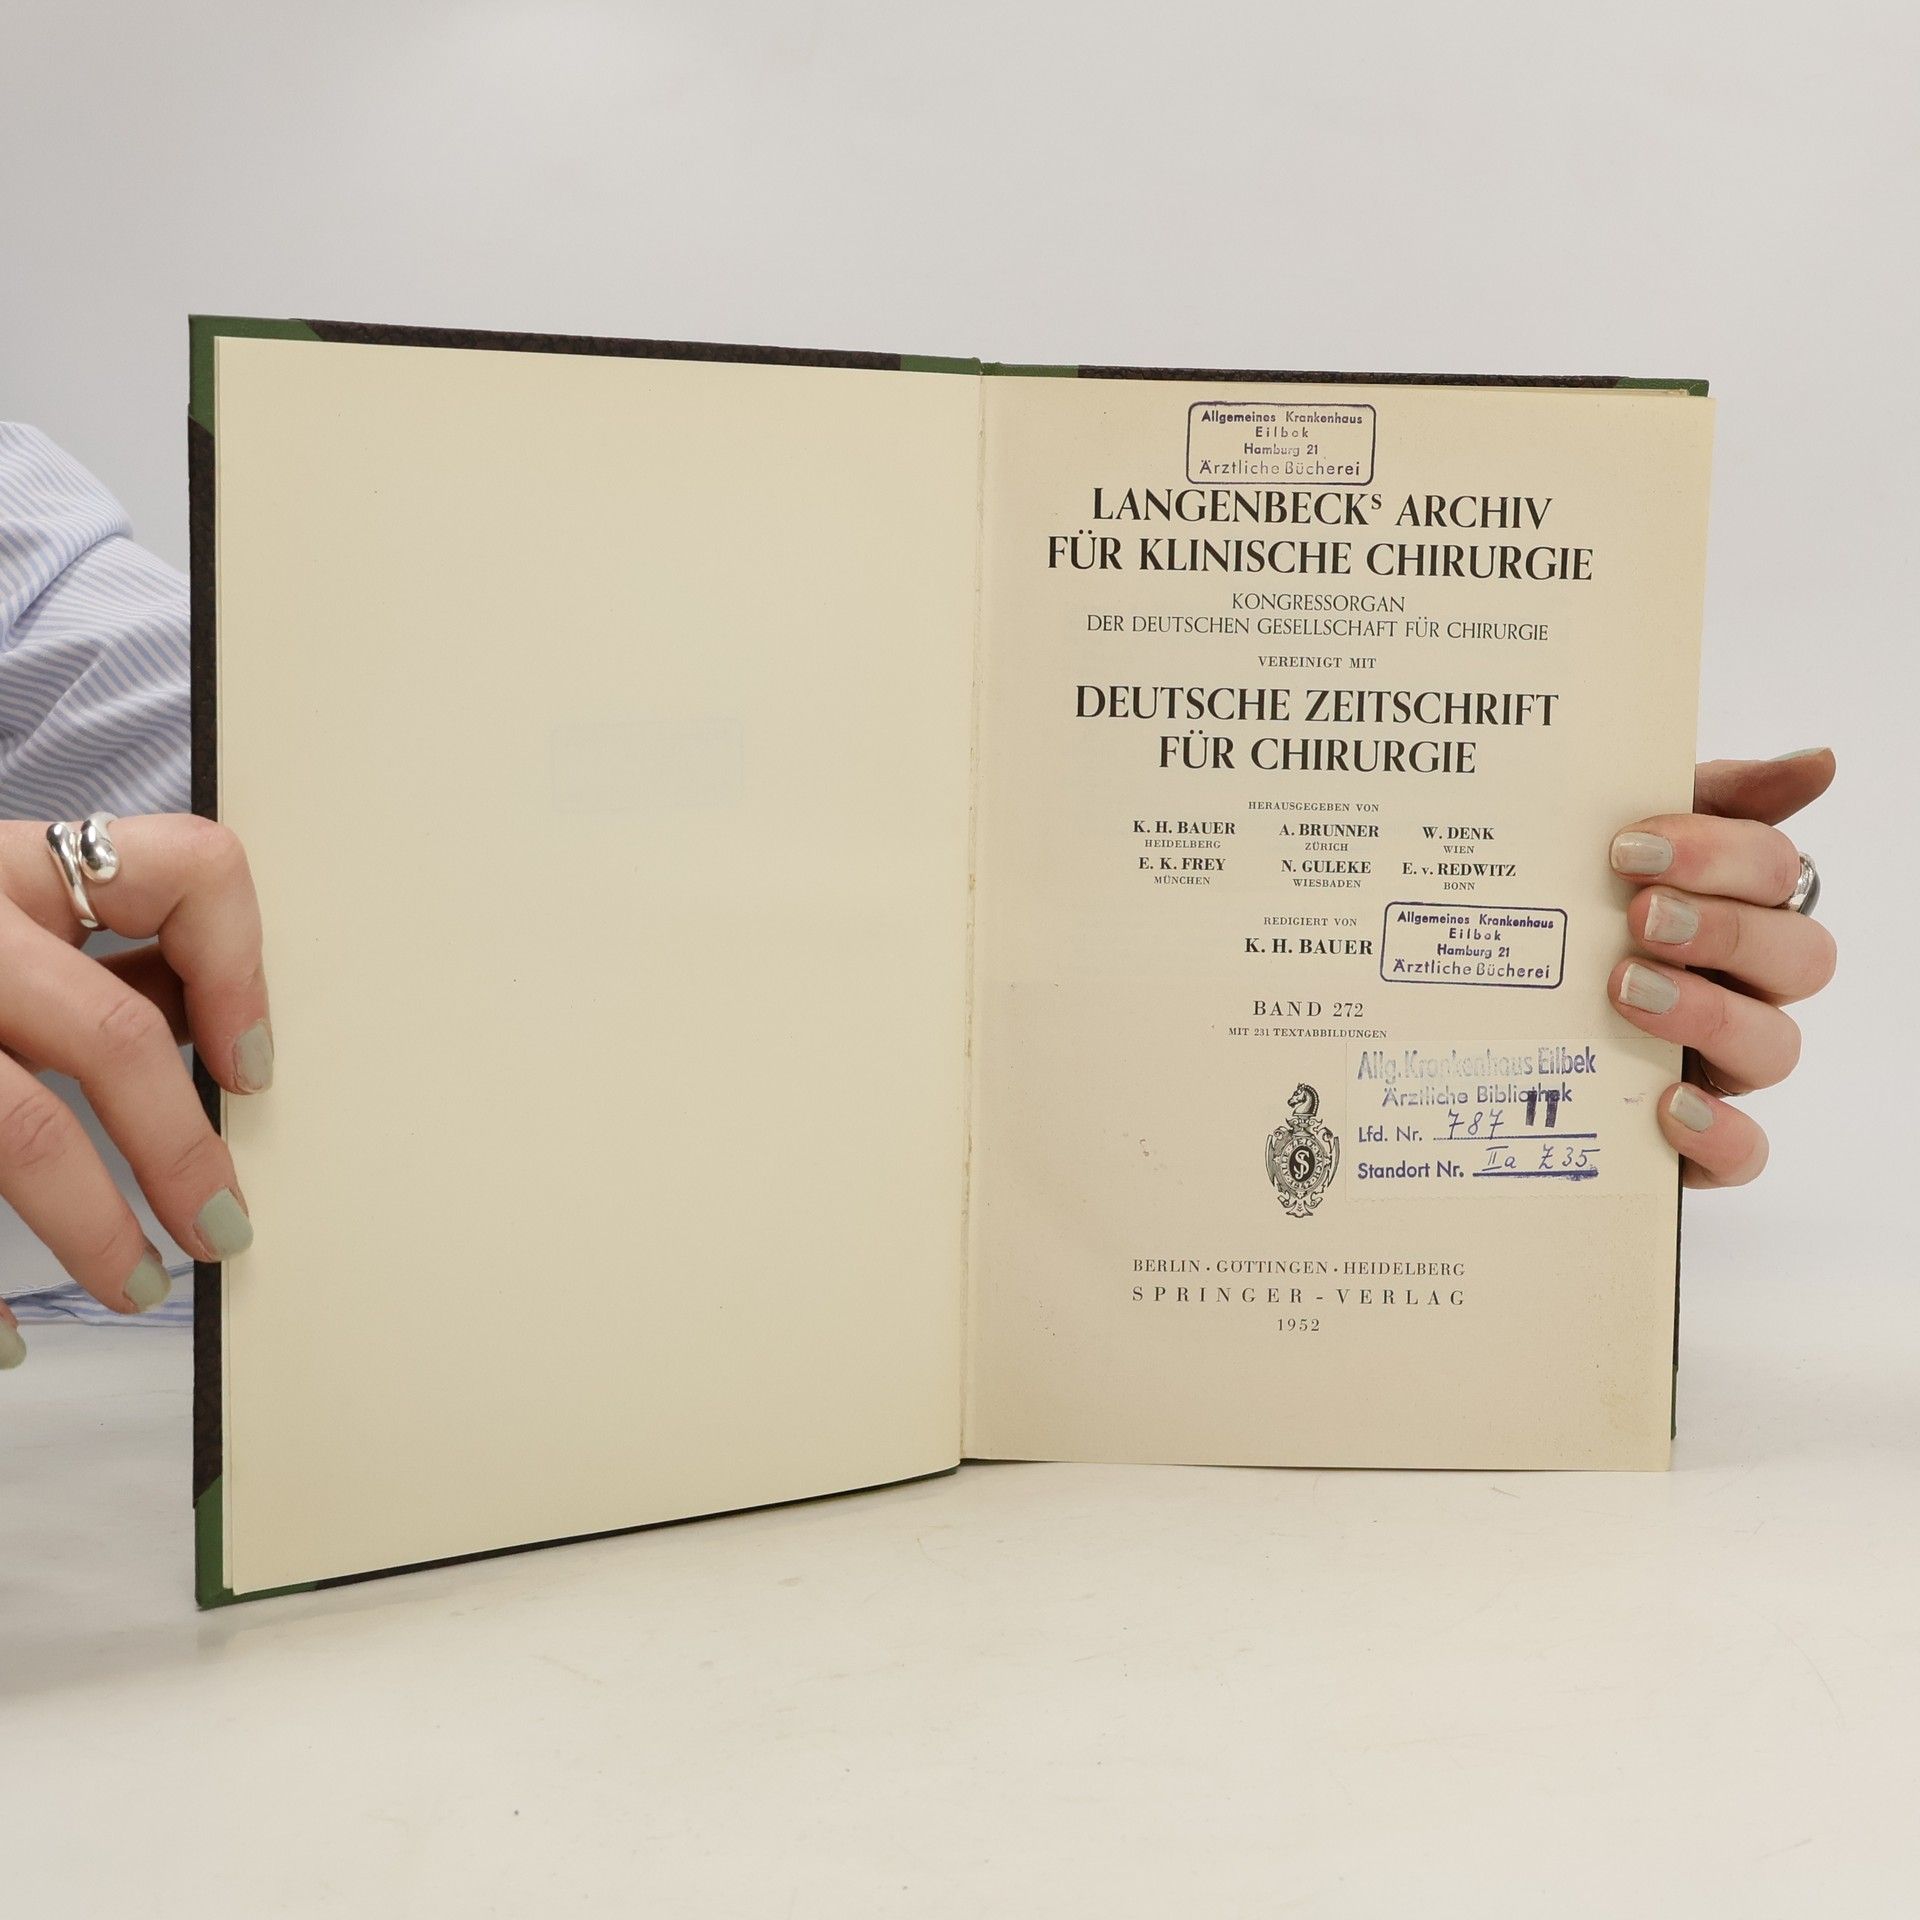 Allgemeines Krankenhaus
Eilbek
Hamburg 21
Ärztliche Bücherei
LANGENBECKS ARCHIV
FÜR KLINISCHE CHIRURGIE
KONGRESSORGAN
DER DEUTSCHEN GESELLSCHAFT FÜR CHIRURGIE
VEREINIGT MIT
DEUTSCHE ZEITSCHRIFT
FÜR CHIRURGIE
HERAUSGEGEBEN VON
K. H. BAUER A. BRUNNER W. DENK
HEIDELBERG ZÜRICH WIEN
E. K. FREY N. GULEKE E. v. REDWITZ
MÜNCHEN WIESBADEN BONN
REDIGIERT VON
K. H. BAUER
Allgemeines Krankenhaus
Eilbek
Hamburg 21
Ärztliche Bücherei
BAND 272
MIT 231 TEXTABBILDUNGEN
Allg. Krankenhaus Eilbek
Ärztliche Bibliothek
II
Lfd. Nr. 787
Standort Nr. IIa Z 35
BERLIN · GÖTTINGEN · HEIDELBERG
SPRINGER-VERLAG
1952